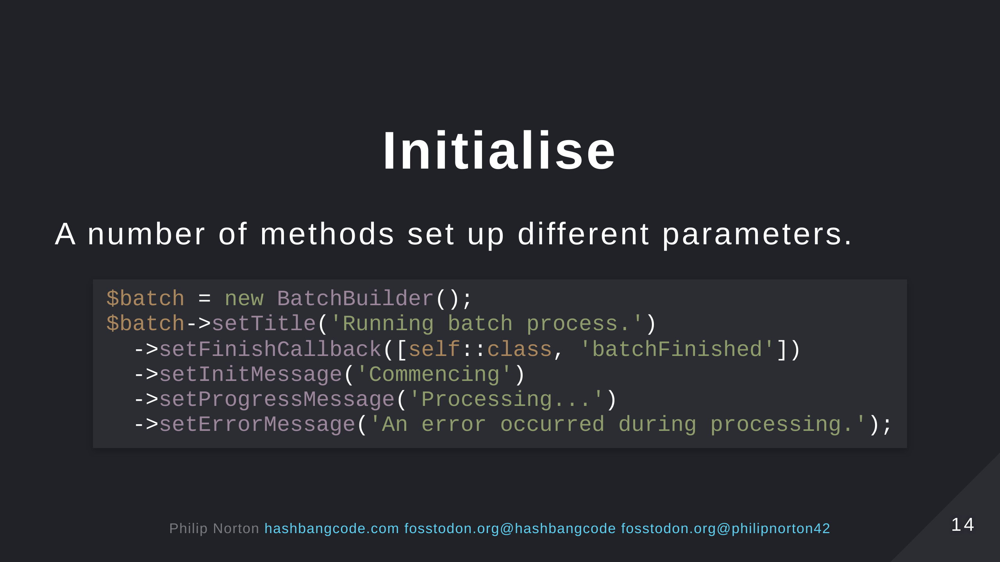 Initialise
A number of methods set up different parameters.
$batch = new BatchBuilder();
$batch->setTitle('Running batch process.')
  ->setFinishCallback([self::class, 'batchFinished'])
  ->setInitMessage('Commencing')
  ->setProgressMessage('Processing...')
  ->setErrorMessage('An error occurred during processing.');
Philip Norton hashbangcode.com fosstodon.org@hashbangcode fosstodon.org@philipnorton42
14